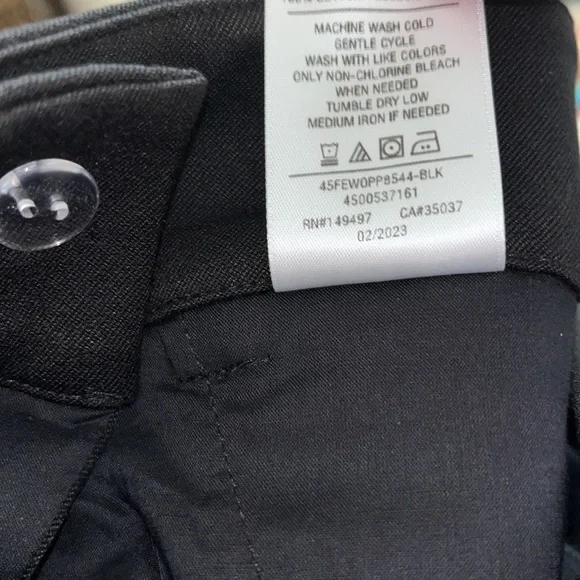 MACHINE WASH COLD
GENTLE CYCLE
WASH WITH LIKE COLORS
ONLY NON-CHLORINE BLEACH
WHEN NEEDED
TUMBLE DRY LOW
MEDIUM IRON IF NEEDED
45FEW0PP8544-BLK
4500537161
RN#149497 CA#35037
02/2023